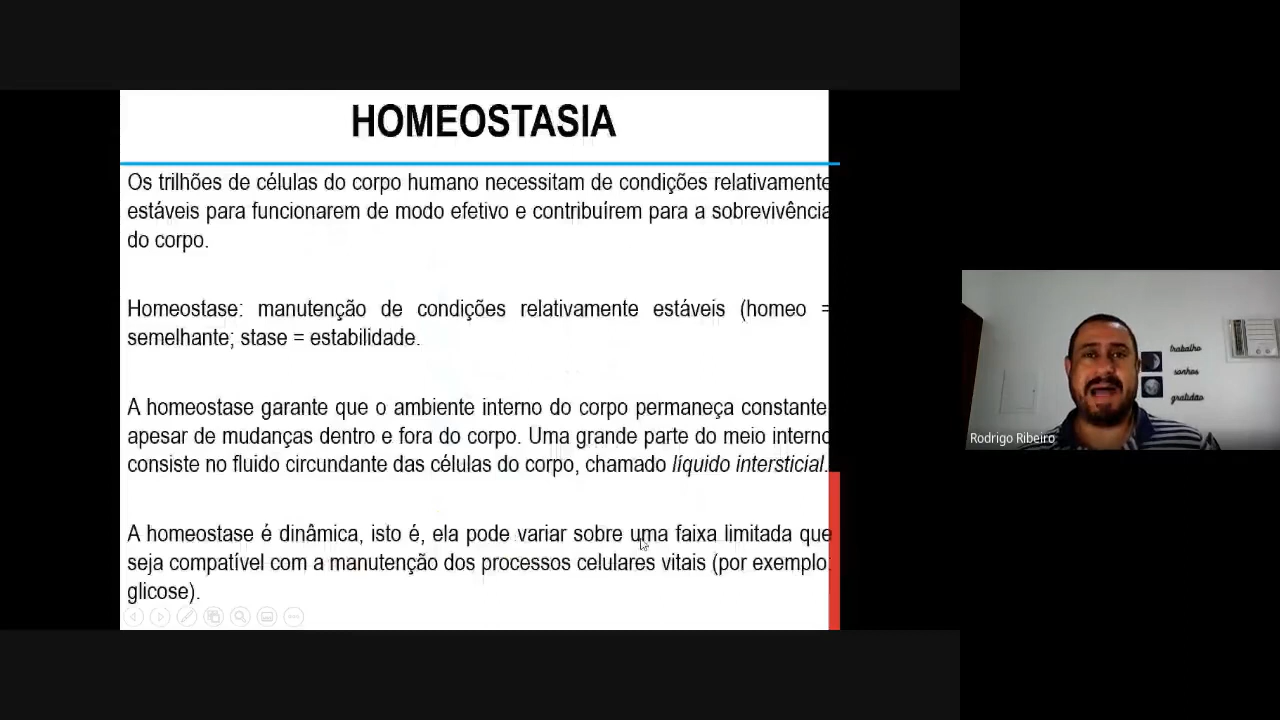 HOMEOSTASIA
Os trilhões de células do corpo humano necessitam de condições relativamente
estáveis para funcionarem de modo efetivo e contribuírem para a sobrevivência
do corpo.
Homeostase: manutenção de condições relativamente estáveis (homeo =
semelhante; stase = estabilidade.
A homeostase garante que o ambiente interno do corpo permaneça constante,
apesar de mudanças dentro e fora do corpo. Uma grande parte do meio interno
consiste no fluido circundante das células do corpo, chamado líquido intersticial.
A homeostase é dinâmica, isto é, ela pode variar sobre uma faixa limitada que
seja compatível com a manutenção dos processos celulares vitais (por exemplo:
glicose).
trabalho
sonhos
gratidão
Rodrigo Ribeiro